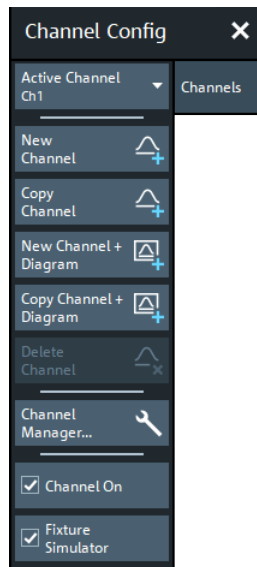 Channel Config
Active Channel
Ch1
Channels
New
Channel
Copy
Channel
New Channel +
Diagram
Copy Channel +
Diagram
Delete
Channel
Channel
Manager...
Channel On
Fixture
Simulator